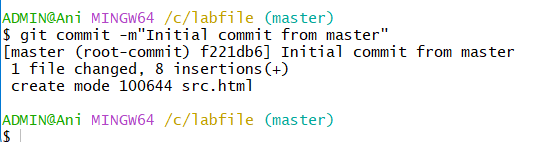 ADMIN@Ani MINGW64 /c/labfile (master)
$ git commit -m"Initial commit from master"
[master (root-commit) f221db6] Initial commit from master
 1 file changed, 8 insertions(+)
 create mode 100644 src.html

ADMIN@Ani MINGW64 /c/labfile (master)
$